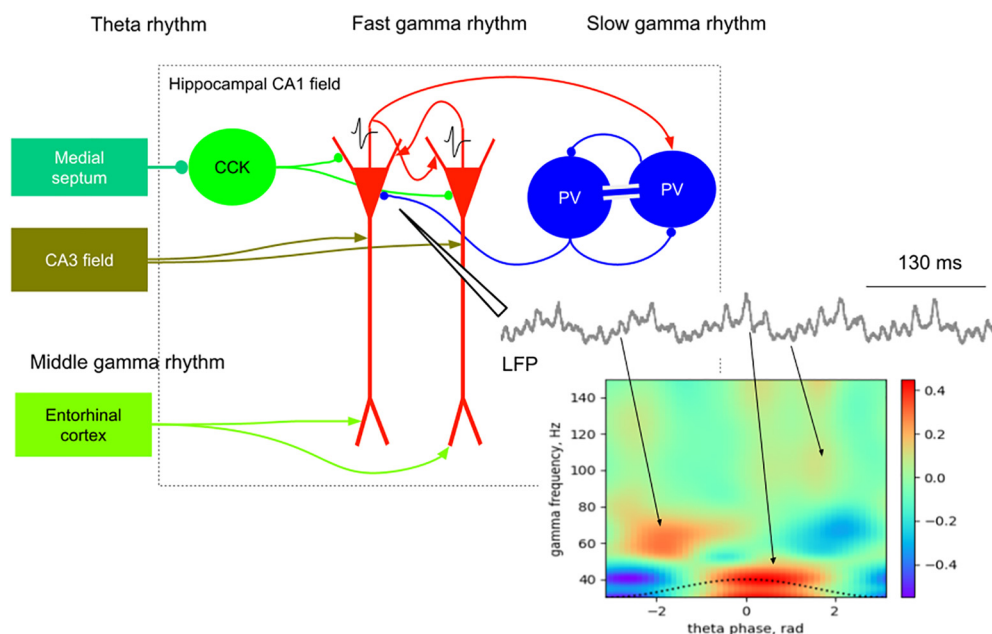 Theta rhythm
Fast gamma rhythm
Slow gamma rhythm
Hippocampal CA1 field
Medial
septum
CCK
PV
PV
CA3 field
130 ms
Middle gamma rhythm
LFP
Entorhinal
cortex
gamma frequency, Hz
140
120
100
80
60
40
−2
0
2
theta phase, rad
0.4
0.2
0.0
−0.2
−0.4